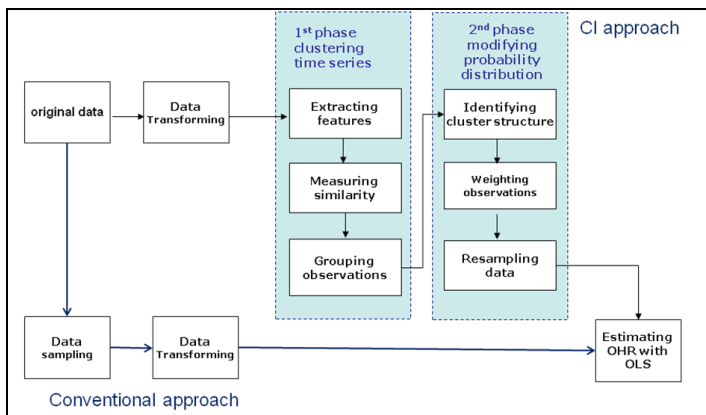 CI approach
1st phase
clustering
time series
2nd phase
modifying
probability
distribution
original data
Data
Transforming
Extracting
features
Measuring
similarity
Grouping
observations
Identifying
cluster structure
Weighting
observations
Resampling
data
Data
sampling
Data
Transforming
Estimating
OHR with
OLS
Conventional approach